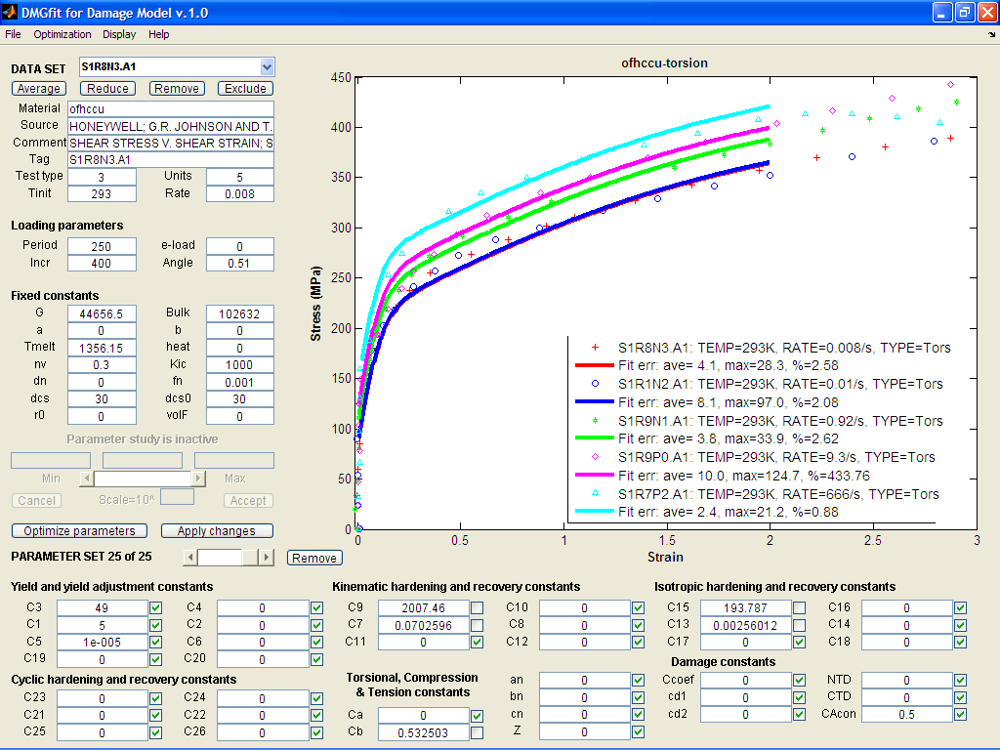 DMGfit for Damage Model v.1.0
File Optimization Display Help
DATA SET S1R8N3.A1
Average Reduce Remove Exclude
Material ofhccu
Source HONEYWELL; G.R. JOHNSON AND T.
Comment SHEAR STRESS V. SHEAR STRAIN; S
Tag S1R8N3.A1
Test type 3 Units 5
Tinit 293 Rate 0.008
Loading parameters
Period 250 e-load 0
Incr 400 Angle 0.51
Fixed constants
G 44656.5 Bulk 102632
a 0 b 0
Tmelt 1356.15 heat 0
nv 0.3 Kic 1000
dn 0 fn 0.001
dcs 30 dcs0 30
r0 0 volF 0
Parameter study is inactive
Min Max
Cancel Scale=10^ Accept
Optimize parameters Apply changes
PARAMETER SET 25 of 25 Remove
ofhccu-torsion
Stress (MPa)
450
400
350
300
250
200
150
100
50
0
0 0.5 1 1.5 2 2.5 3
Strain
S1R8N3.A1: TEMP=293K, RATE=0.008/s, TYPE=Tors
Fit err: ave= 4.1, max=28.3, %=2.58
S1R1N2.A1: TEMP=293K, RATE=0.01/s, TYPE=Tors
Fit err: ave= 8.1, max=97.0, %=2.08
S1R9N1.A1: TEMP=293K, RATE=0.92/s, TYPE=Tors
Fit err: ave= 3.8, max=33.9, %=2.62
S1R9P0.A1: TEMP=293K, RATE=9.3/s, TYPE=Tors
Fit err: ave= 10.0, max=124.7, %=433.76
S1R7P2.A1: TEMP=293K, RATE=666/s, TYPE=Tors
Fit err: ave= 2.4, max=21.2, %=0.88
Yield and yield adjustment constants
C3 49 C4 0
C1 5 C2 0
C5 1e-005 C6 0
C19 0 C20 0
Cyclic hardening and recovery constants
C23 0 C24 0
C21 0 C22 0
C25 0 C26 0
Kinematic hardening and recovery constants
C9 2007.46 C10 0
C7 0.0702596 C8 0
C11 0 C12 0
Torsional, Compression
& Tension constants
Ca 0
Cb 0.532503
an 0
bn 0
cn 0
Z 0
Isotropic hardening and recovery constants
C15 193.787 C16 0
C13 0.00256012 C14 0
C17 0 C18 0
Damage constants
Ccoef 0 NTD 0
cd1 0 CTD 0
cd2 0 CAcon 0.5